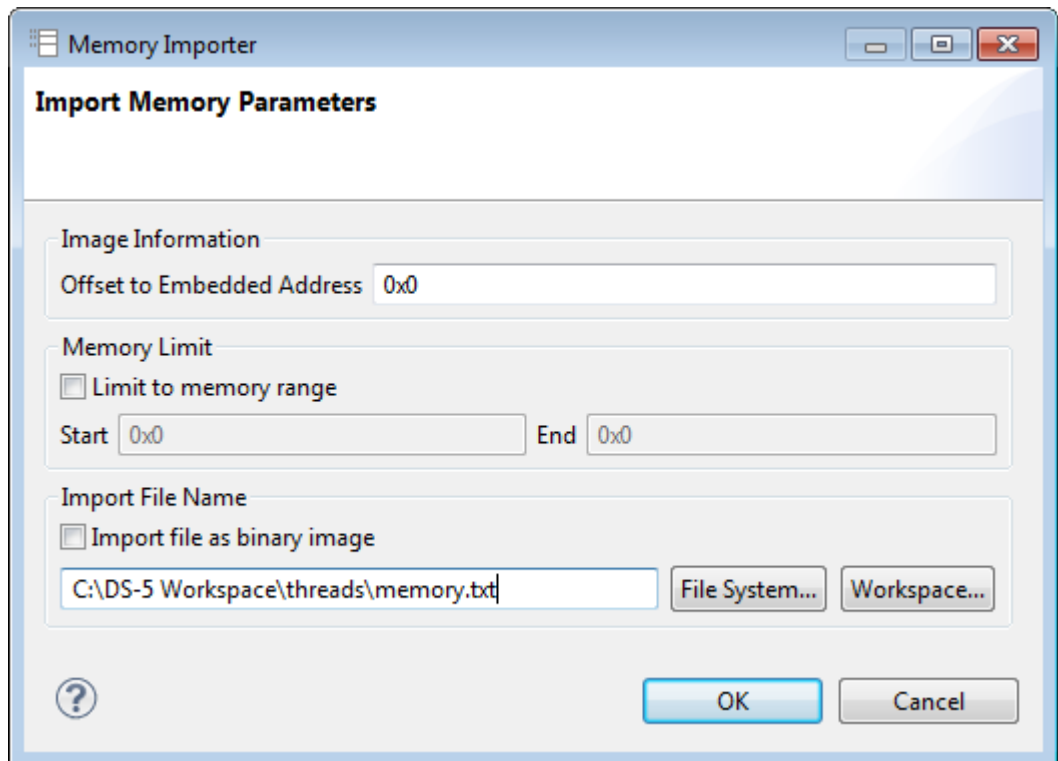 Memory Importer
Import Memory Parameters
Image Information
Offset to Embedded Address 0x0
Memory Limit
Limit to memory range
Start 0x0 End 0x0
Import File Name
Import file as binary image
C:\DS-5 Workspace\threads\memory.txt File System... Workspace...
? OK Cancel